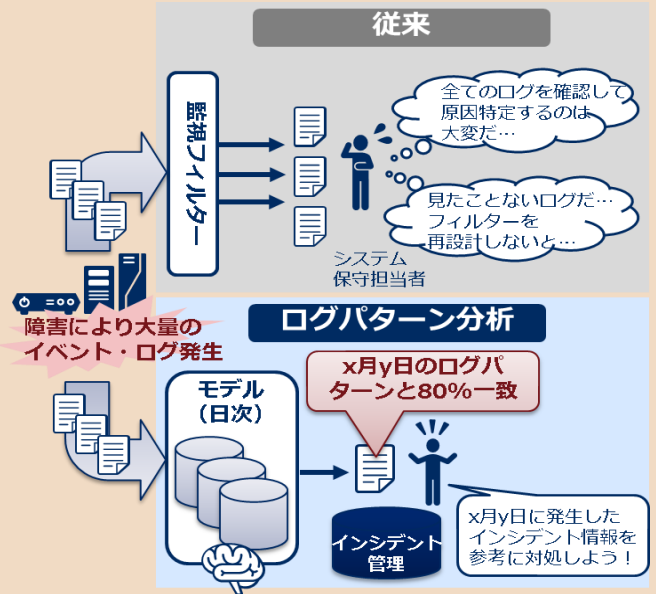 従来
監視フィルター
全てのログを確認して
原因特定するのは
大変だ…
見たことないログだ…
フィルターを
再設計しないと…
システム
保守担当者
障害により大量の
イベント・ログ発生
ログパターン分析
モデル
（日次）
x月y日のログパ
ターンと80%一致
インシデント
管理
x月y日に発生した
インシデント情報を
参考に対処しよう！